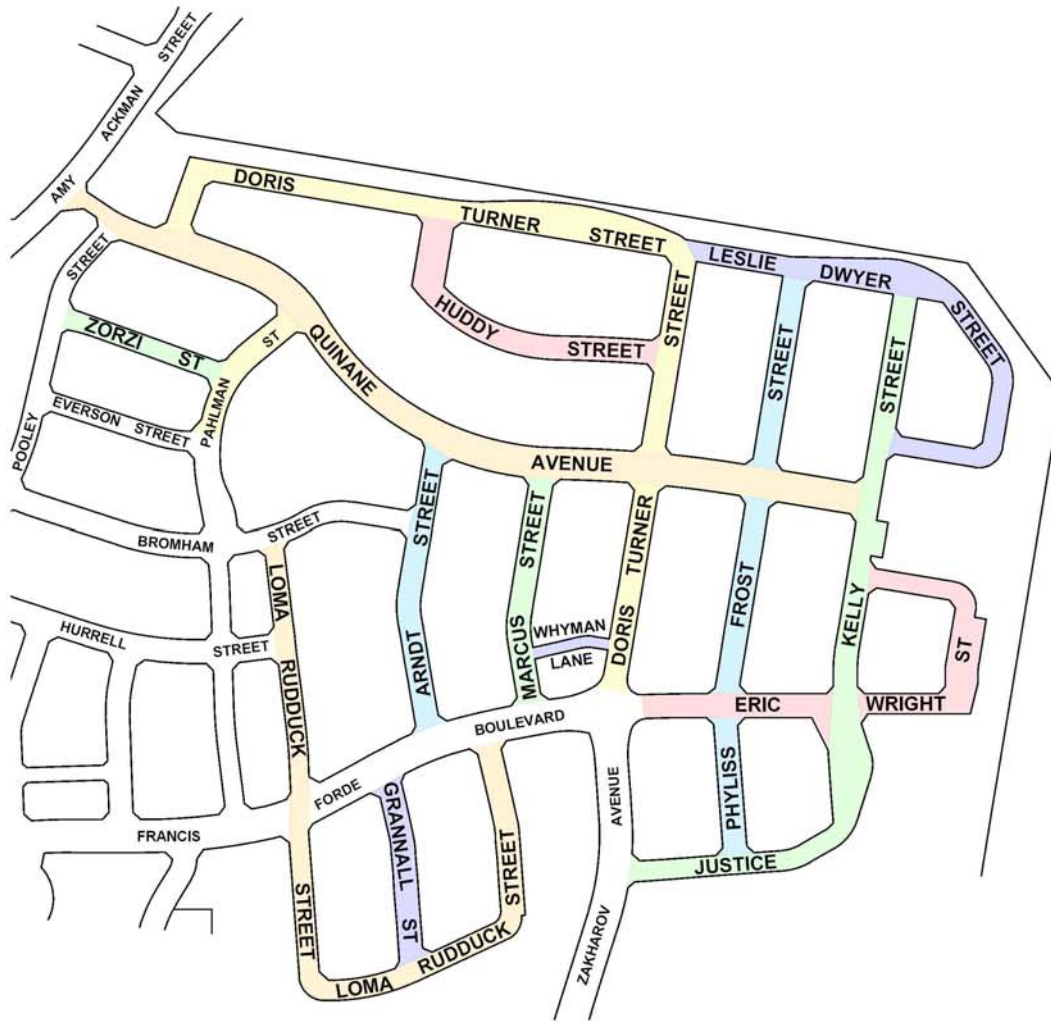 AMY ACKMAN STREET
DORIS TURNER STREET
LESLIE DWYER STREET
STREET
HUDDY STREET
STREET
STREET
STREET
ZORZI ST
PAHLMAN ST
QUINANE AVENUE
EVERSON STREET
POOLEY
BROMHAM STREET
ARNDT STREET
MARCUS STREET
DORIS TURNER
FROST
KELLY
WHYMAN LANE
HURRELL STREET
LOMA RUDDUCK STREET
ERIC WRIGHT ST
FRANCIS FORDE BOULEVARD
GRANNALL ST
LOMA RUDDUCK STREET
ZAKHAROV AVENUE
PHYLISS
JUSTICE